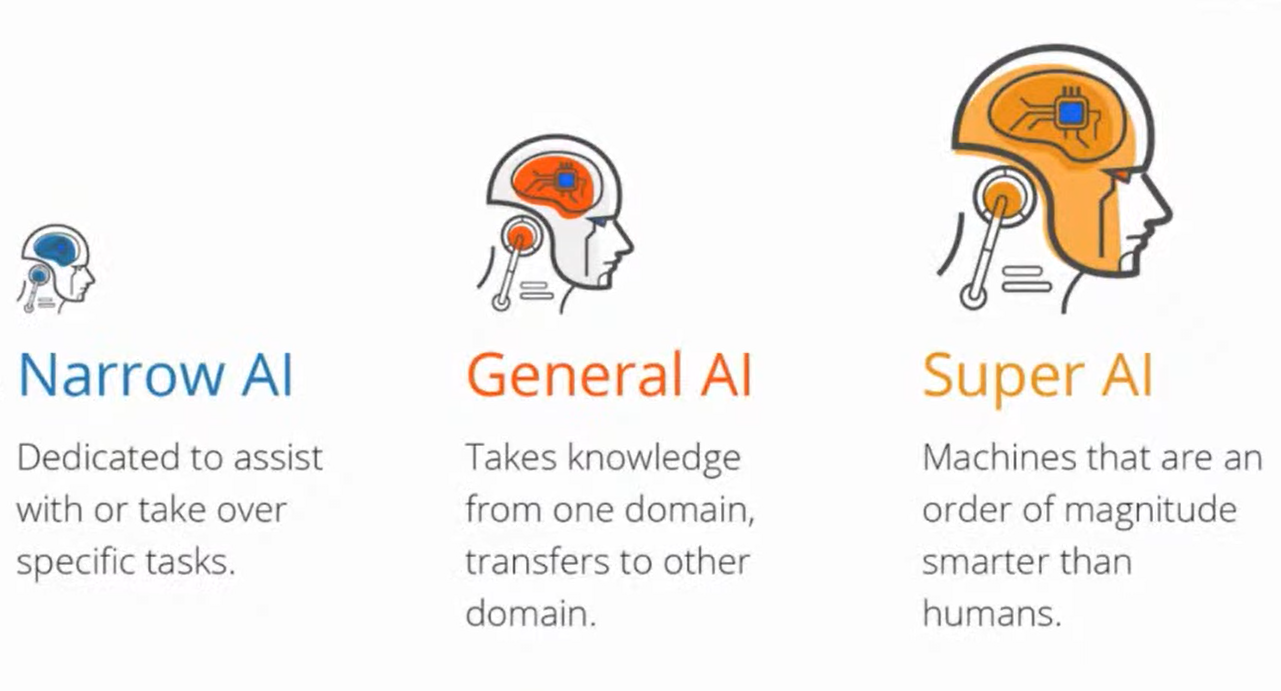 Narrow AI
Dedicated to assist
with or take over
specific tasks.
General AI
Takes knowledge
from one domain,
transfers to other
domain.
Super AI
Machines that are an
order of magnitude
smarter than
humans.